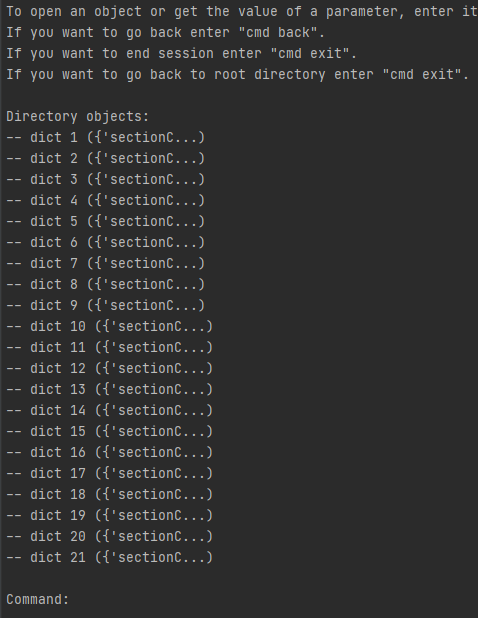 To open an object or get the value of a parameter, enter it
If you want to go back enter "cmd back".
If you want to end session enter "cmd exit".
If you want to go back to root directory enter "cmd exit".
Directory objects:
-- dict 1 ({'sectionC...)
-- dict 2 ({'sectionC...)
-- dict 3 ({'sectionC...)
-- dict 4 ({'sectionC...)
-- dict 5 ({'sectionC...)
-- dict 6 ({'sectionC...)
-- dict 7 ({'sectionC...)
-- dict 8 ({'sectionC...)
-- dict 9 ({'sectionC...)
-- dict 10 ({'sectionC...)
-- dict 11 ({'sectionC...)
-- dict 12 ({'sectionC...)
-- dict 13 ({'sectionC...)
-- dict 14 ({'sectionC...)
-- dict 15 ({'sectionC...)
-- dict 16 ({'sectionC...)
-- dict 17 ({'sectionC...)
-- dict 18 ({'sectionC...)
-- dict 19 ({'sectionC...)
-- dict 20 ({'sectionC...)
-- dict 21 ({'sectionC...)
Command: